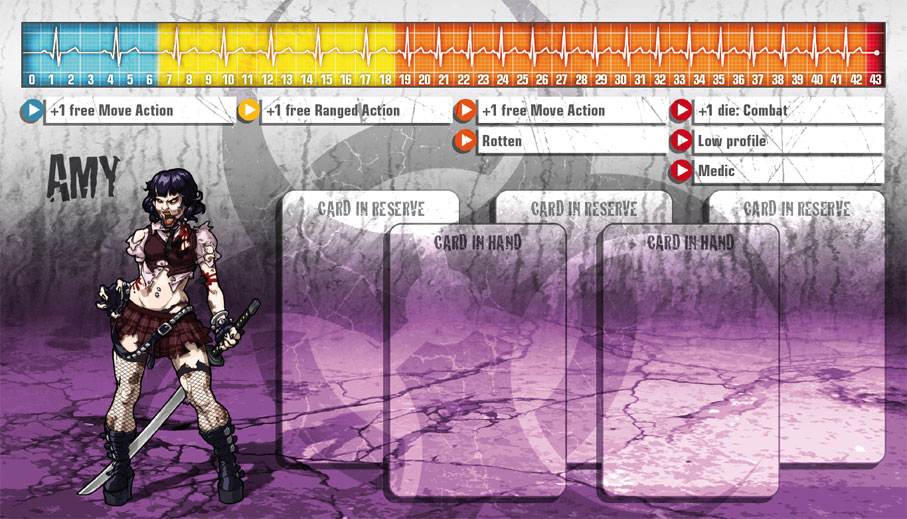 0 1 2 3 4 5 6 7 8 9 10 11 12 13 14 15 16 17 18 19 20 21 22 23 24 25 26 27 28 29 30 31 32 33 34 35 36 37 38 39 40 41 42 43
+1 free Move Action +1 free Ranged Action +1 free Move Action +1 die: Combat
Rotten Low profile
Medic
AMY
CARD IN RESERVE CARD IN RESERVE CARD IN RESERVE
CARD IN HAND CARD IN HAND